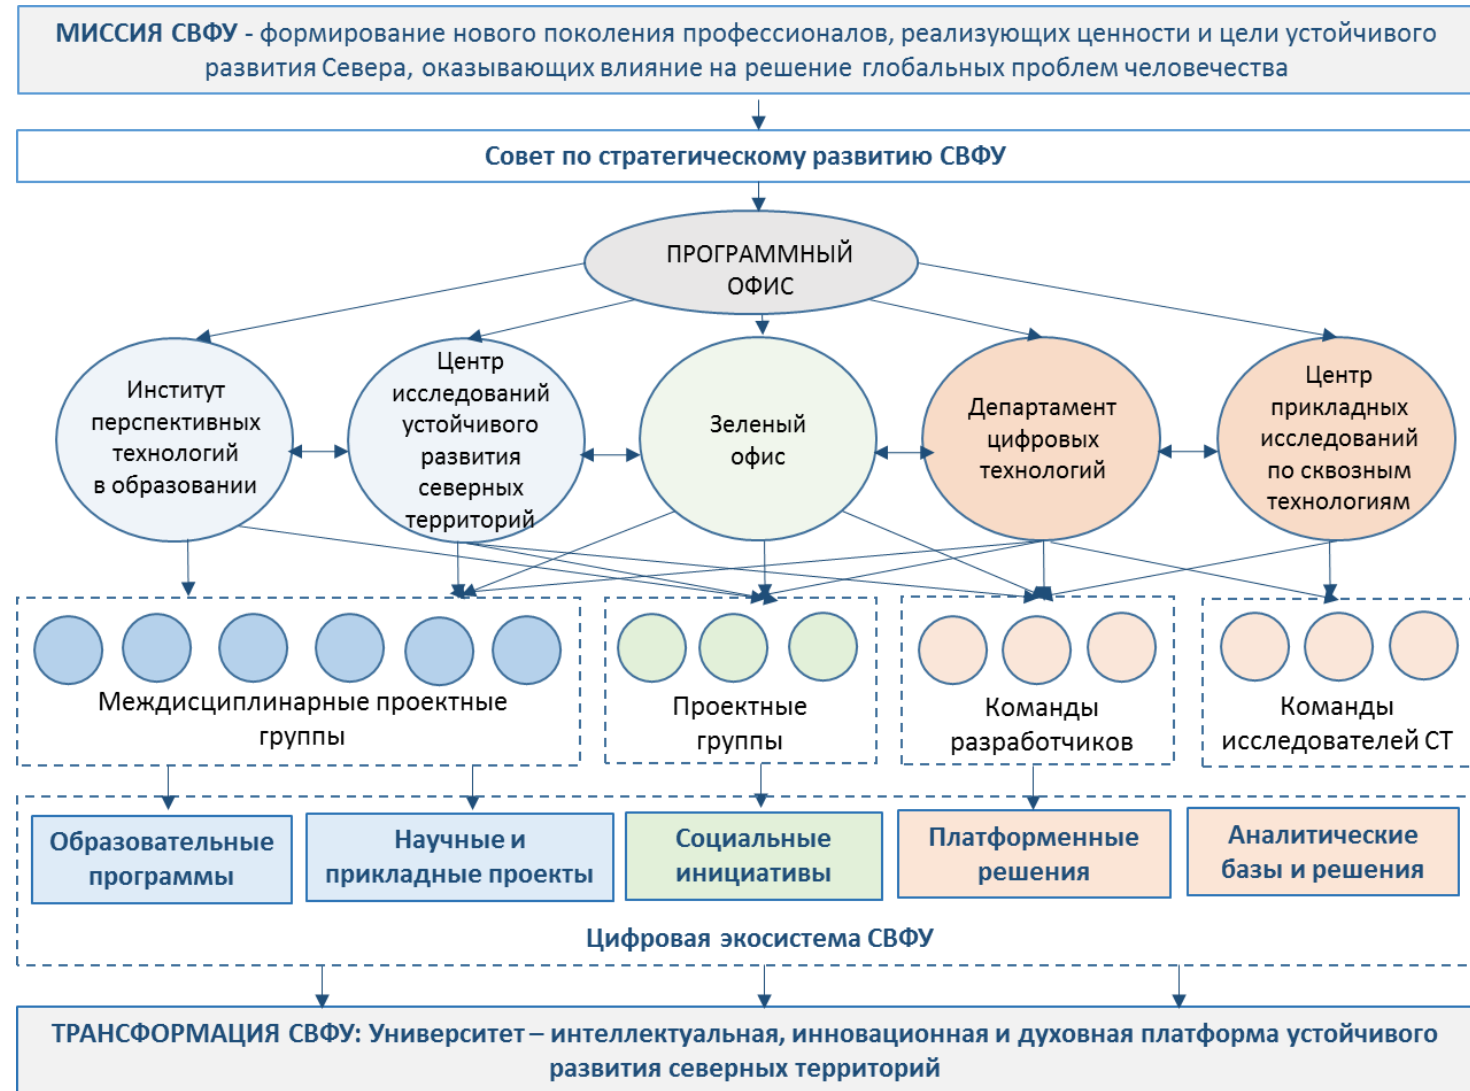 МИССИЯ СВФУ - формирование нового поколения профессионалов, реализующих ценности и цели устойчивого
развития Севера, оказывающих влияние на решение глобальных проблем человечества
Совет по стратегическому развитию СВФУ
ПРОГРАММНЫЙ
ОФИС
Институт
перспективных
технологий
в образовании
Центр
исследований
устойчивого
развития
северных
территорий
Зеленый
офис
Департамент
цифровых
технологий
Центр
прикладных
исследований
по сквозным
технологиям
Междисциплинарные проектные
группы
Проектные
группы
Команды
разработчиков
Команды
исследователей СТ
Образовательные
программы
Научные и
прикладные проекты
Социальные
инициативы
Платформенные
решения
Аналитические
базы и решения
Цифровая экосистема СВФУ
ТРАНСФОРМАЦИЯ СВФУ: Университет – интеллектуальная, инновационная и духовная платформа устойчивого
развития северных территорий